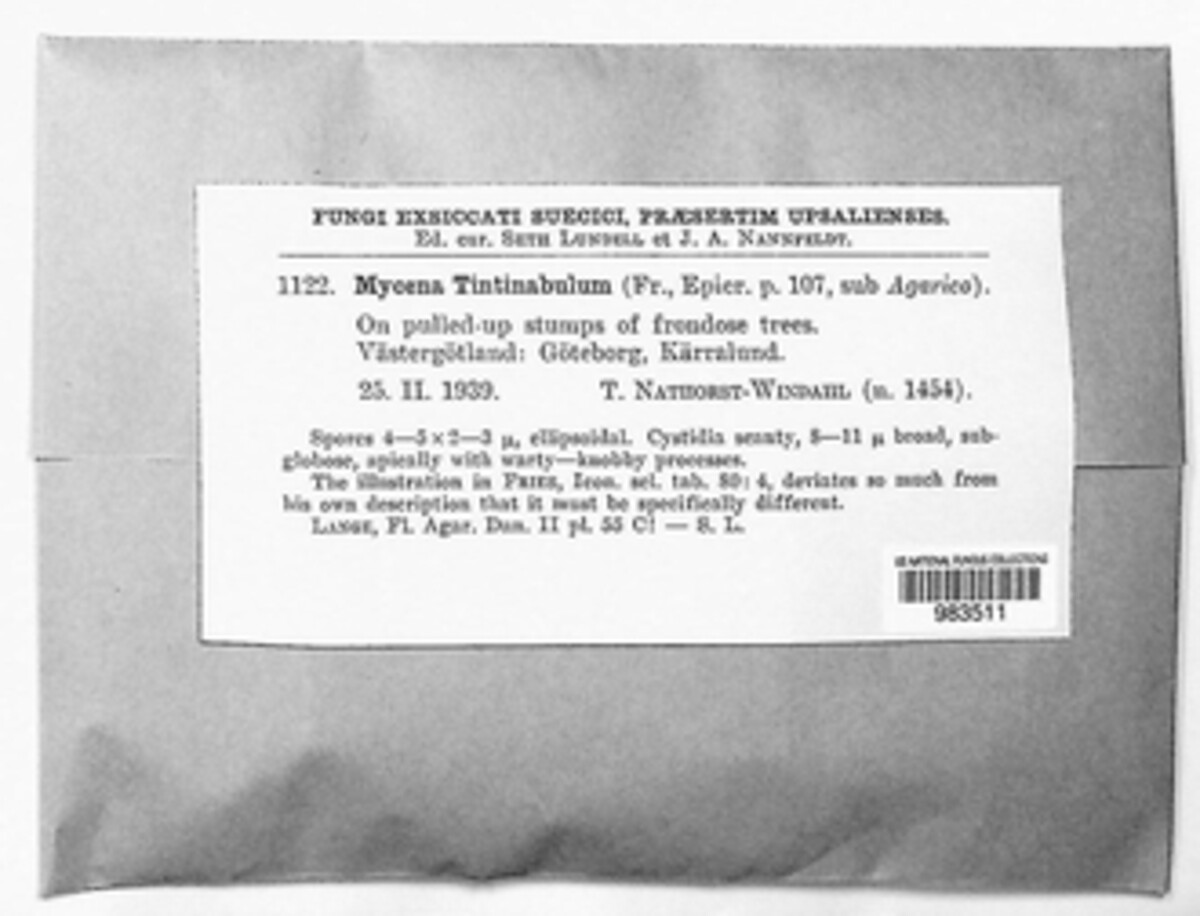 FUNGI EXSICCATI SUECICI, PRÆSERTIM UPSALIENSES.
Ed. cur. SETH LUNDELL et J. A. NANNFELDT.
1122. Mycena Tintinabulum (Fr., Epicr. p. 107, sub Agarico).
On pulled-up stumps of frondose trees.
Västergötland: Göteborg, Kärralund.
25. II. 1939. T. NATHORST-WINDAHL (n. 1454).
Spores 4—5 × 2—3 µ, ellipsoidal. Cystidia scanty, 8—11 µ broad, sub-
globose, apically with warty—knobby processes.
The illustration in FRIES, Icon. sel. tab. 80: 4, deviates so much from
his own description that it must be specifically different.
LANGE, Fl. Agar. Dan. II pl. 55 C! — S. L.
US NATIONAL FUNGUS COLLECTIONS
983511